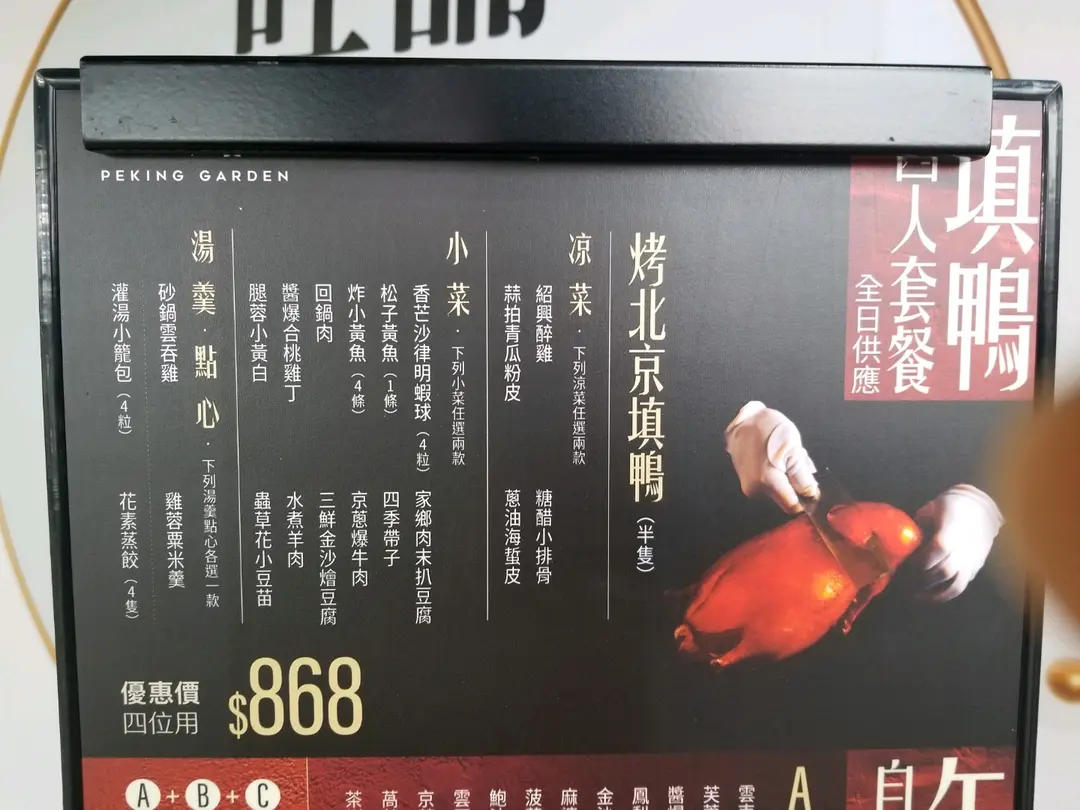 PEKING GARDEN
填鴨
四人套餐
全日供應
烤北京填鴨（半隻）
涼菜・下列涼菜任選兩款
紹興醉雞
糖醋小排骨
蒜拍青瓜粉皮
蔥油海蜇皮
小菜・下列小菜任選兩款
香芒沙律明蝦球（4粒）
家鄉肉末扒豆腐
松子黃魚（1條）
四季帶子
炸小黃魚（4條）
京蔥爆牛肉
回鍋肉
三鮮金沙燴豆腐
醬爆合桃雞丁
水煮羊肉
腿蓉小黃白
蟲草花小豆苗
湯羹・點心・下列湯羹點心各選一款
砂鍋雲吞雞
雞蓉粟米羹
灌湯小籠包（4粒）
花素蒸餃（4隻）
優惠價
四位用
$868
A+B+C
A